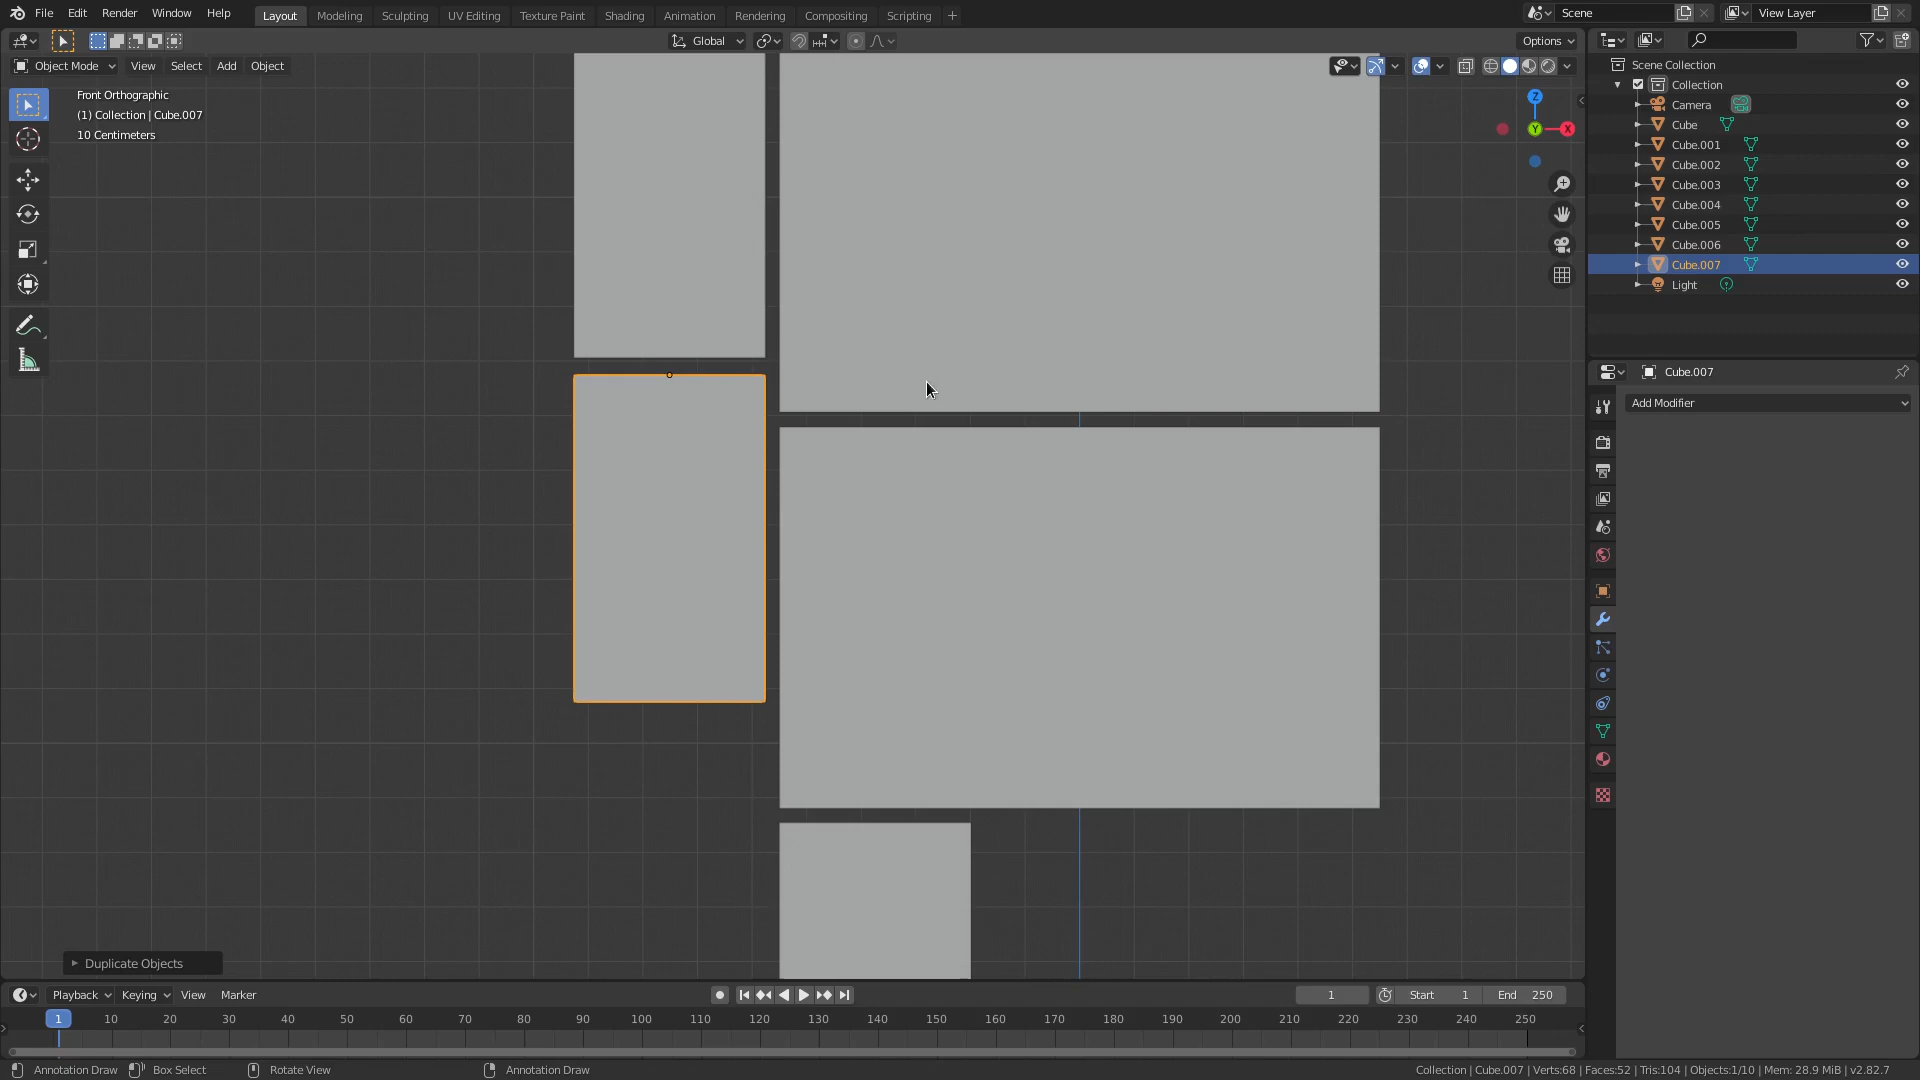 File Edit Render Window Help Layout Modeling Sculpting UV Editing Texture Paint Shading Animation Rendering Compositing Scripting + Scene View Layer
Global Options
Object Mode View Select Add Object
Front Orthographic
(1) Collection | Cube.007
10 Centimeters
Z
Y X
Scene Collection
Collection
Camera
Cube
Cube.001
Cube.002
Cube.003
Cube.004
Cube.005
Cube.006
Cube.007
Light
Cube.007
Add Modifier
Duplicate Objects
Playback Keying View Marker 1 Start 1 End 250
1 10 20 30 40 50 60 70 80 90 100 110 120 130 140 150 160 170 180 190 200 210 220 230 240 250
Annotation Draw Box Select Rotate View Annotation Draw Collection | Cube.007 | Verts:68 | Faces:52 | Tris:104 | Objects:1/10 | Mem: 28.9 MiB | v2.82.7